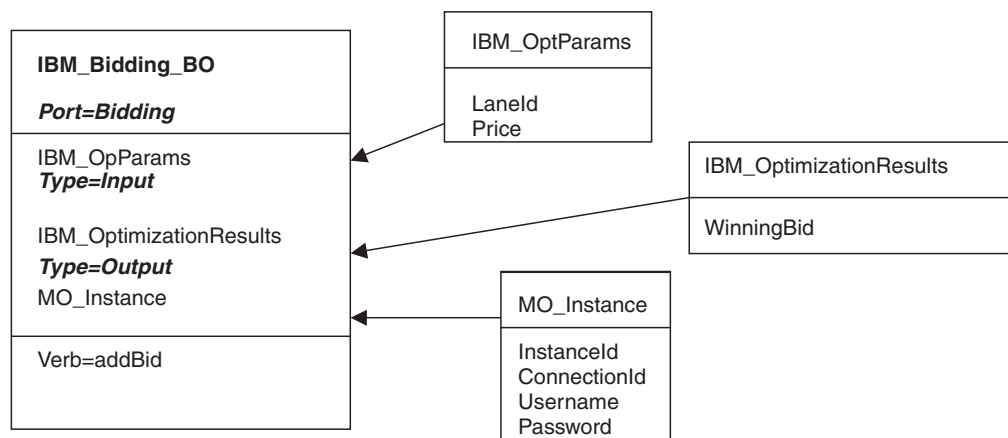 IBM_Bidding_BO
Port=Bidding
IBM_OpParams
Type=Input
IBM_OptimizationResults
Type=Output
MO_Instance
Verb=addBid
IBM_OptParams
LaneId
Price
IBM_OptimizationResults
WinningBid
MO_Instance
InstanceId
ConnectionId
Username
Password